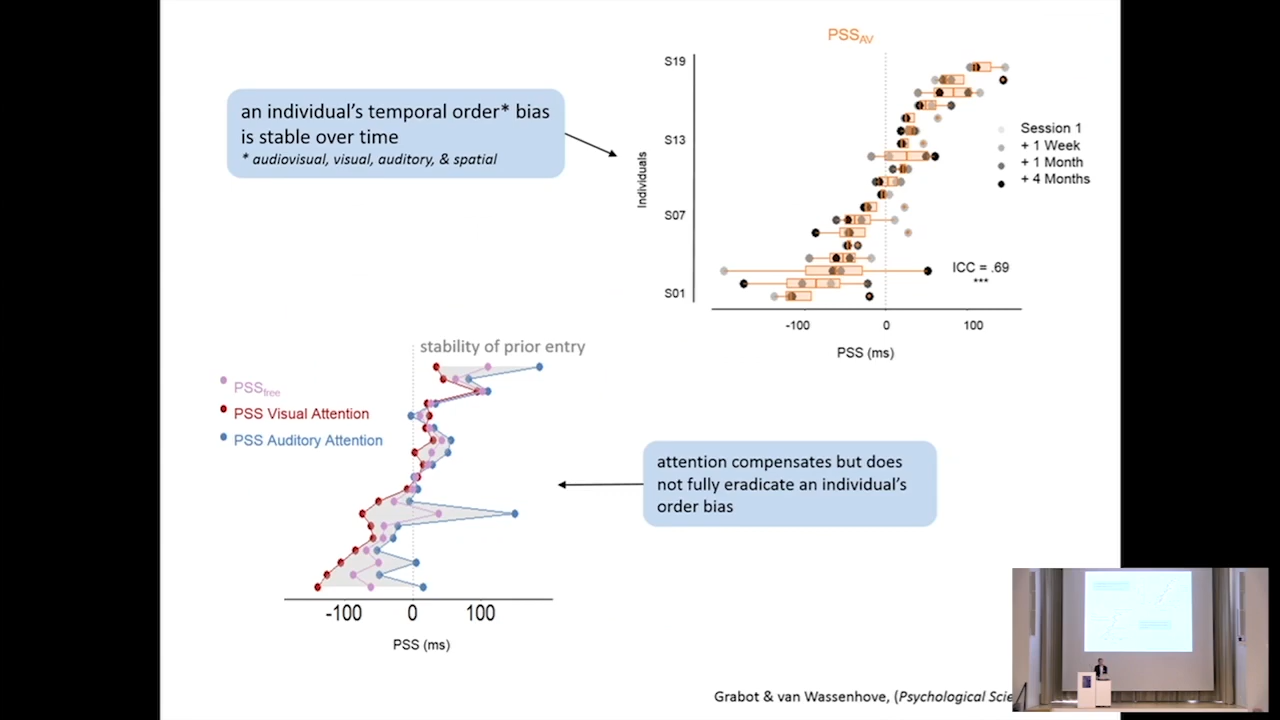 PSSAV
an individual's temporal order* bias
is stable over time
* audiovisual, visual, auditory, & spatial
S19
S13
S07
S01
Individuals
Session 1
+ 1 Week
+ 1 Month
+ 4 Months
ICC = .69
***
-100 0 100
PSS (ms)
stability of prior entry
PSSfree
PSS Visual Attention
PSS Auditory Attention
attention compensates but does
not fully eradicate an individual's
order bias
-100 0 100
PSS (ms)
Grabot & van Wassenhove, (Psychological